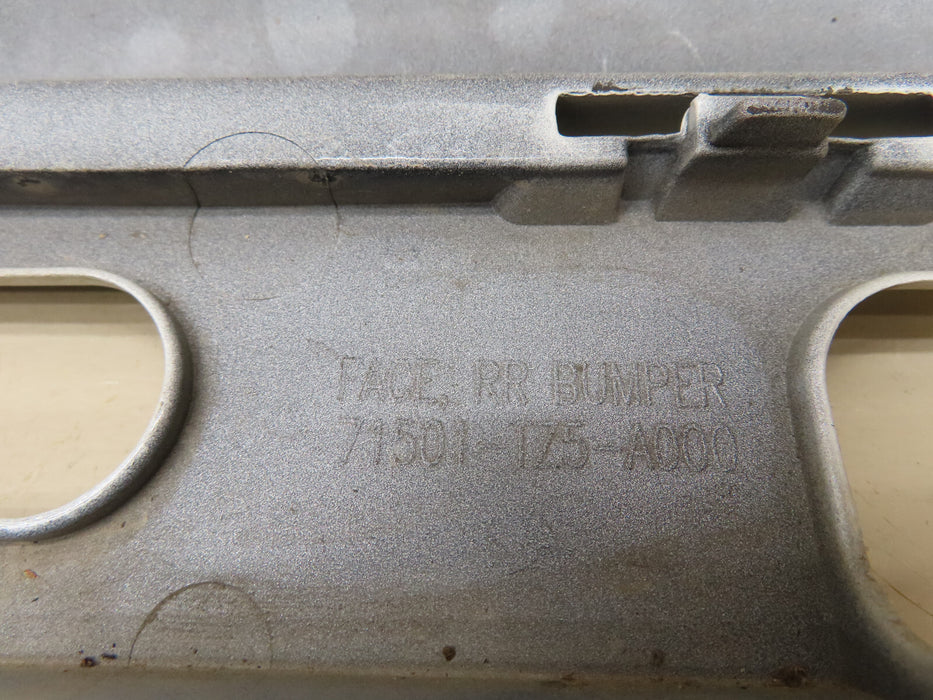 FACE, RR BUMPER
71501-TZ5-A000